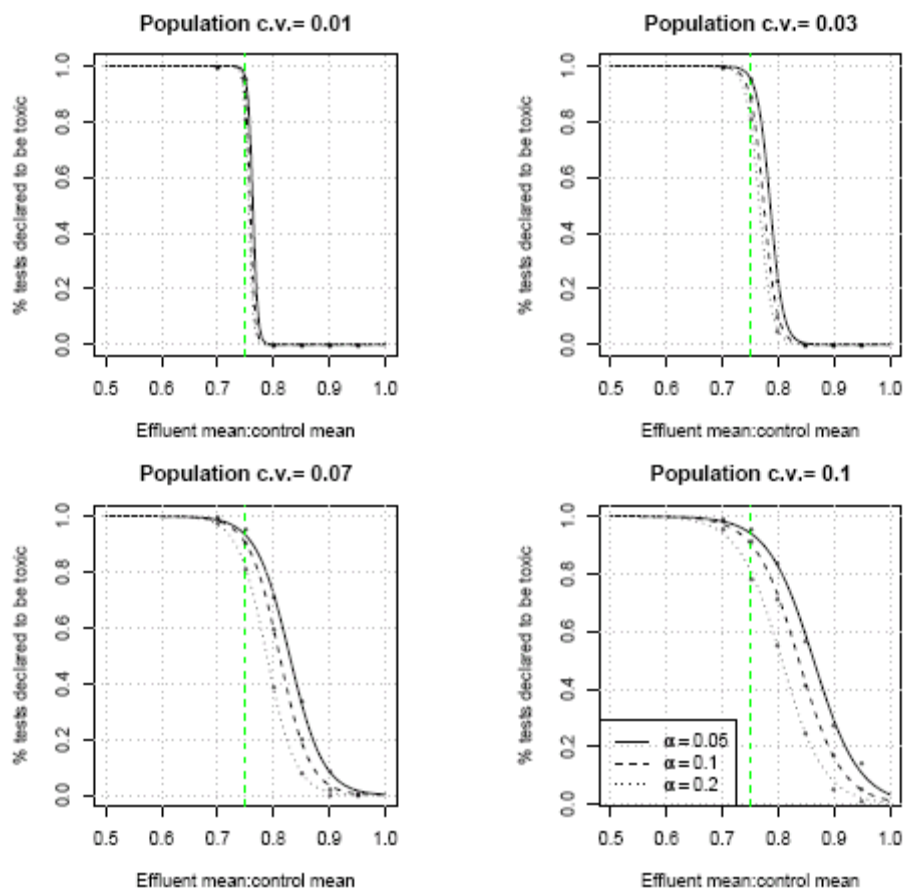 Population c.v.= 0.01
% tests declared to be toxic
1.0
0.8
0.6
0.4
0.2
0.0
0.5 0.6 0.7 0.8 0.9 1.0
Effluent mean:control mean
Population c.v.= 0.03
% tests declared to be toxic
1.0
0.8
0.6
0.4
0.2
0.0
0.5 0.6 0.7 0.8 0.9 1.0
Effluent mean:control mean
Population c.v.= 0.07
% tests declared to be toxic
1.0
0.8
0.6
0.4
0.2
0.0
0.5 0.6 0.7 0.8 0.9 1.0
Effluent mean:control mean
Population c.v.= 0.1
% tests declared to be toxic
1.0
0.8
0.6
0.4
0.2
0.0
α = 0.05
α = 0.1
α = 0.2
0.5 0.6 0.7 0.8 0.9 1.0
Effluent mean:control mean